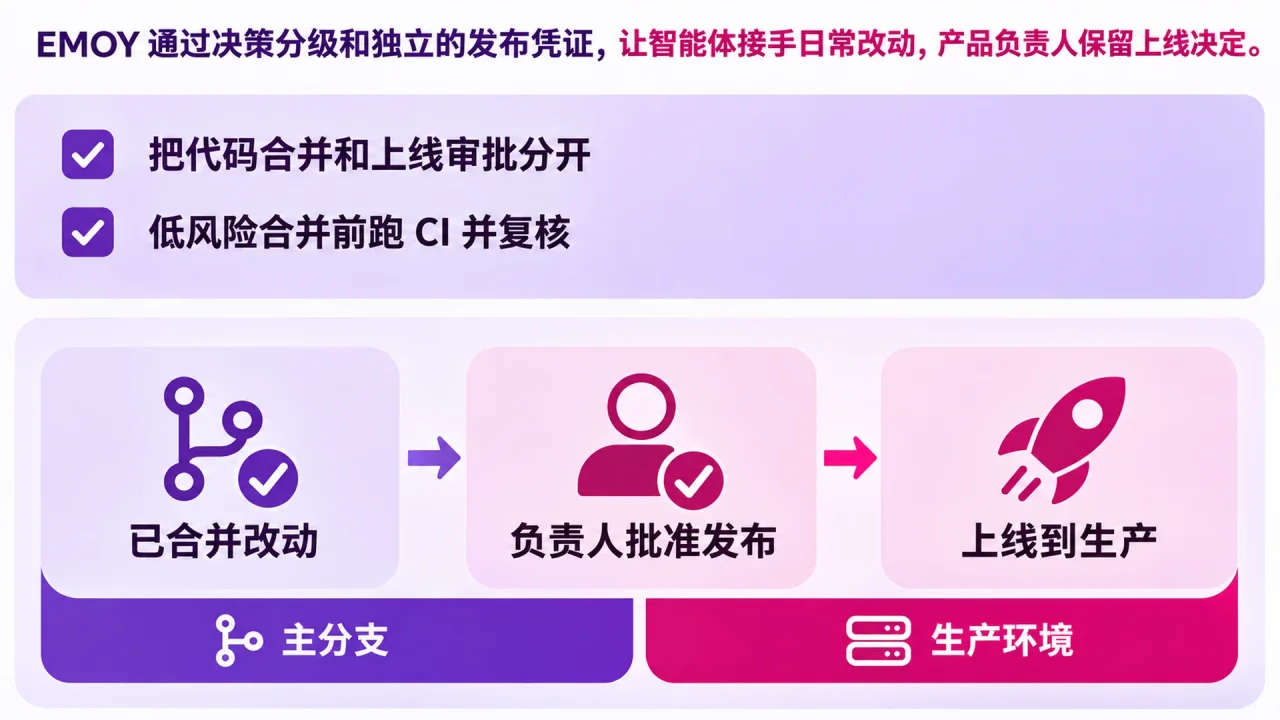 EMOY 通过决策分级和独立的发布凭证，让智能体接手日常改动，产品负责人保留上线决定。
把代码合并和上线审批分开
低风险合并前跑 CI 并复核
已合并改动
负责人批准发布
上线到生产
主分支
生产环境